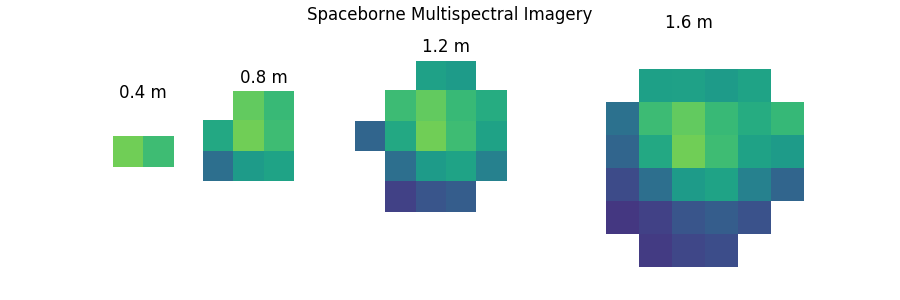 Spaceborne Multispectral Imagery
0.4 m
0.8 m
1.2 m
1.6 m